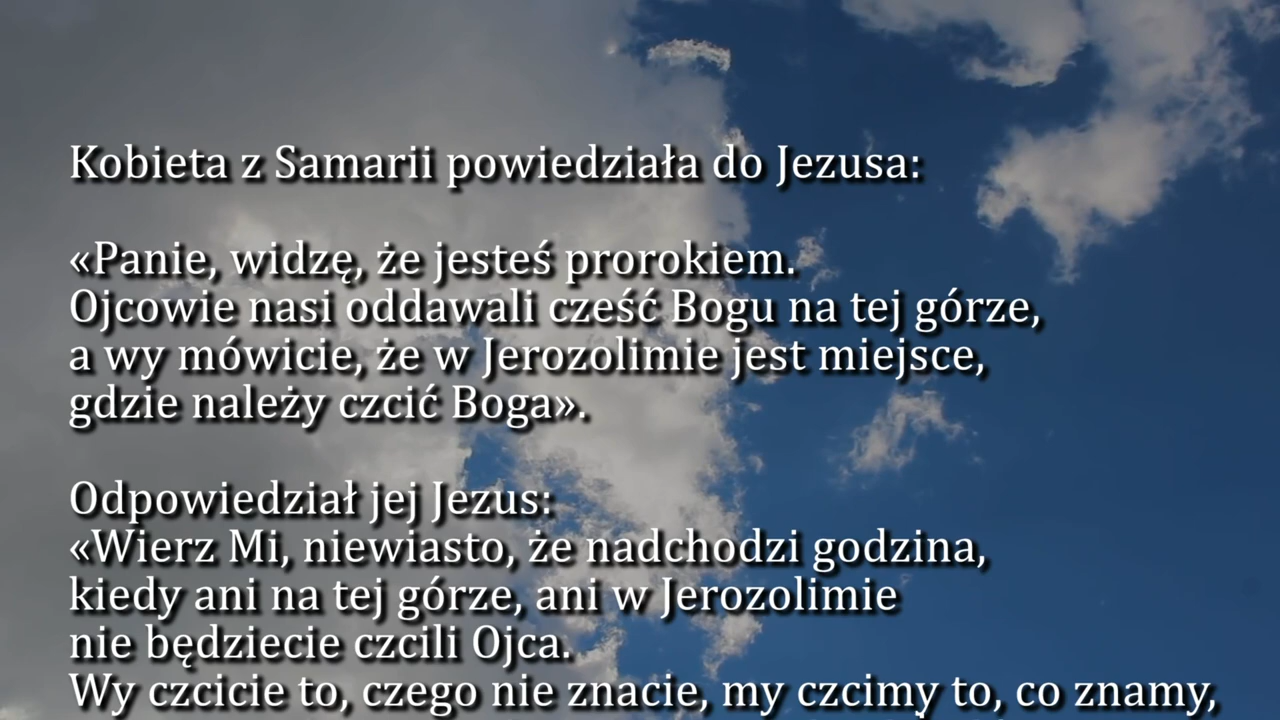 Kobieta z Samarii powiedziała do Jezusa:
«Panie, widzę, że jesteś prorokiem.
Ojcowie nasi oddawali cześć Bogu na tej górze,
a wy mówicie, że w Jerozolimie jest miejsce,
gdzie należy czcić Boga».
Odpowiedział jej Jezus:
«Wierz Mi, niewiasto, że nadchodzi godzina,
kiedy ani na tej górze, ani w Jerozolimie
nie będziecie czcili Ojca.
Wy czcicie to, czego nie znacie, my czcimy to, co znamy,